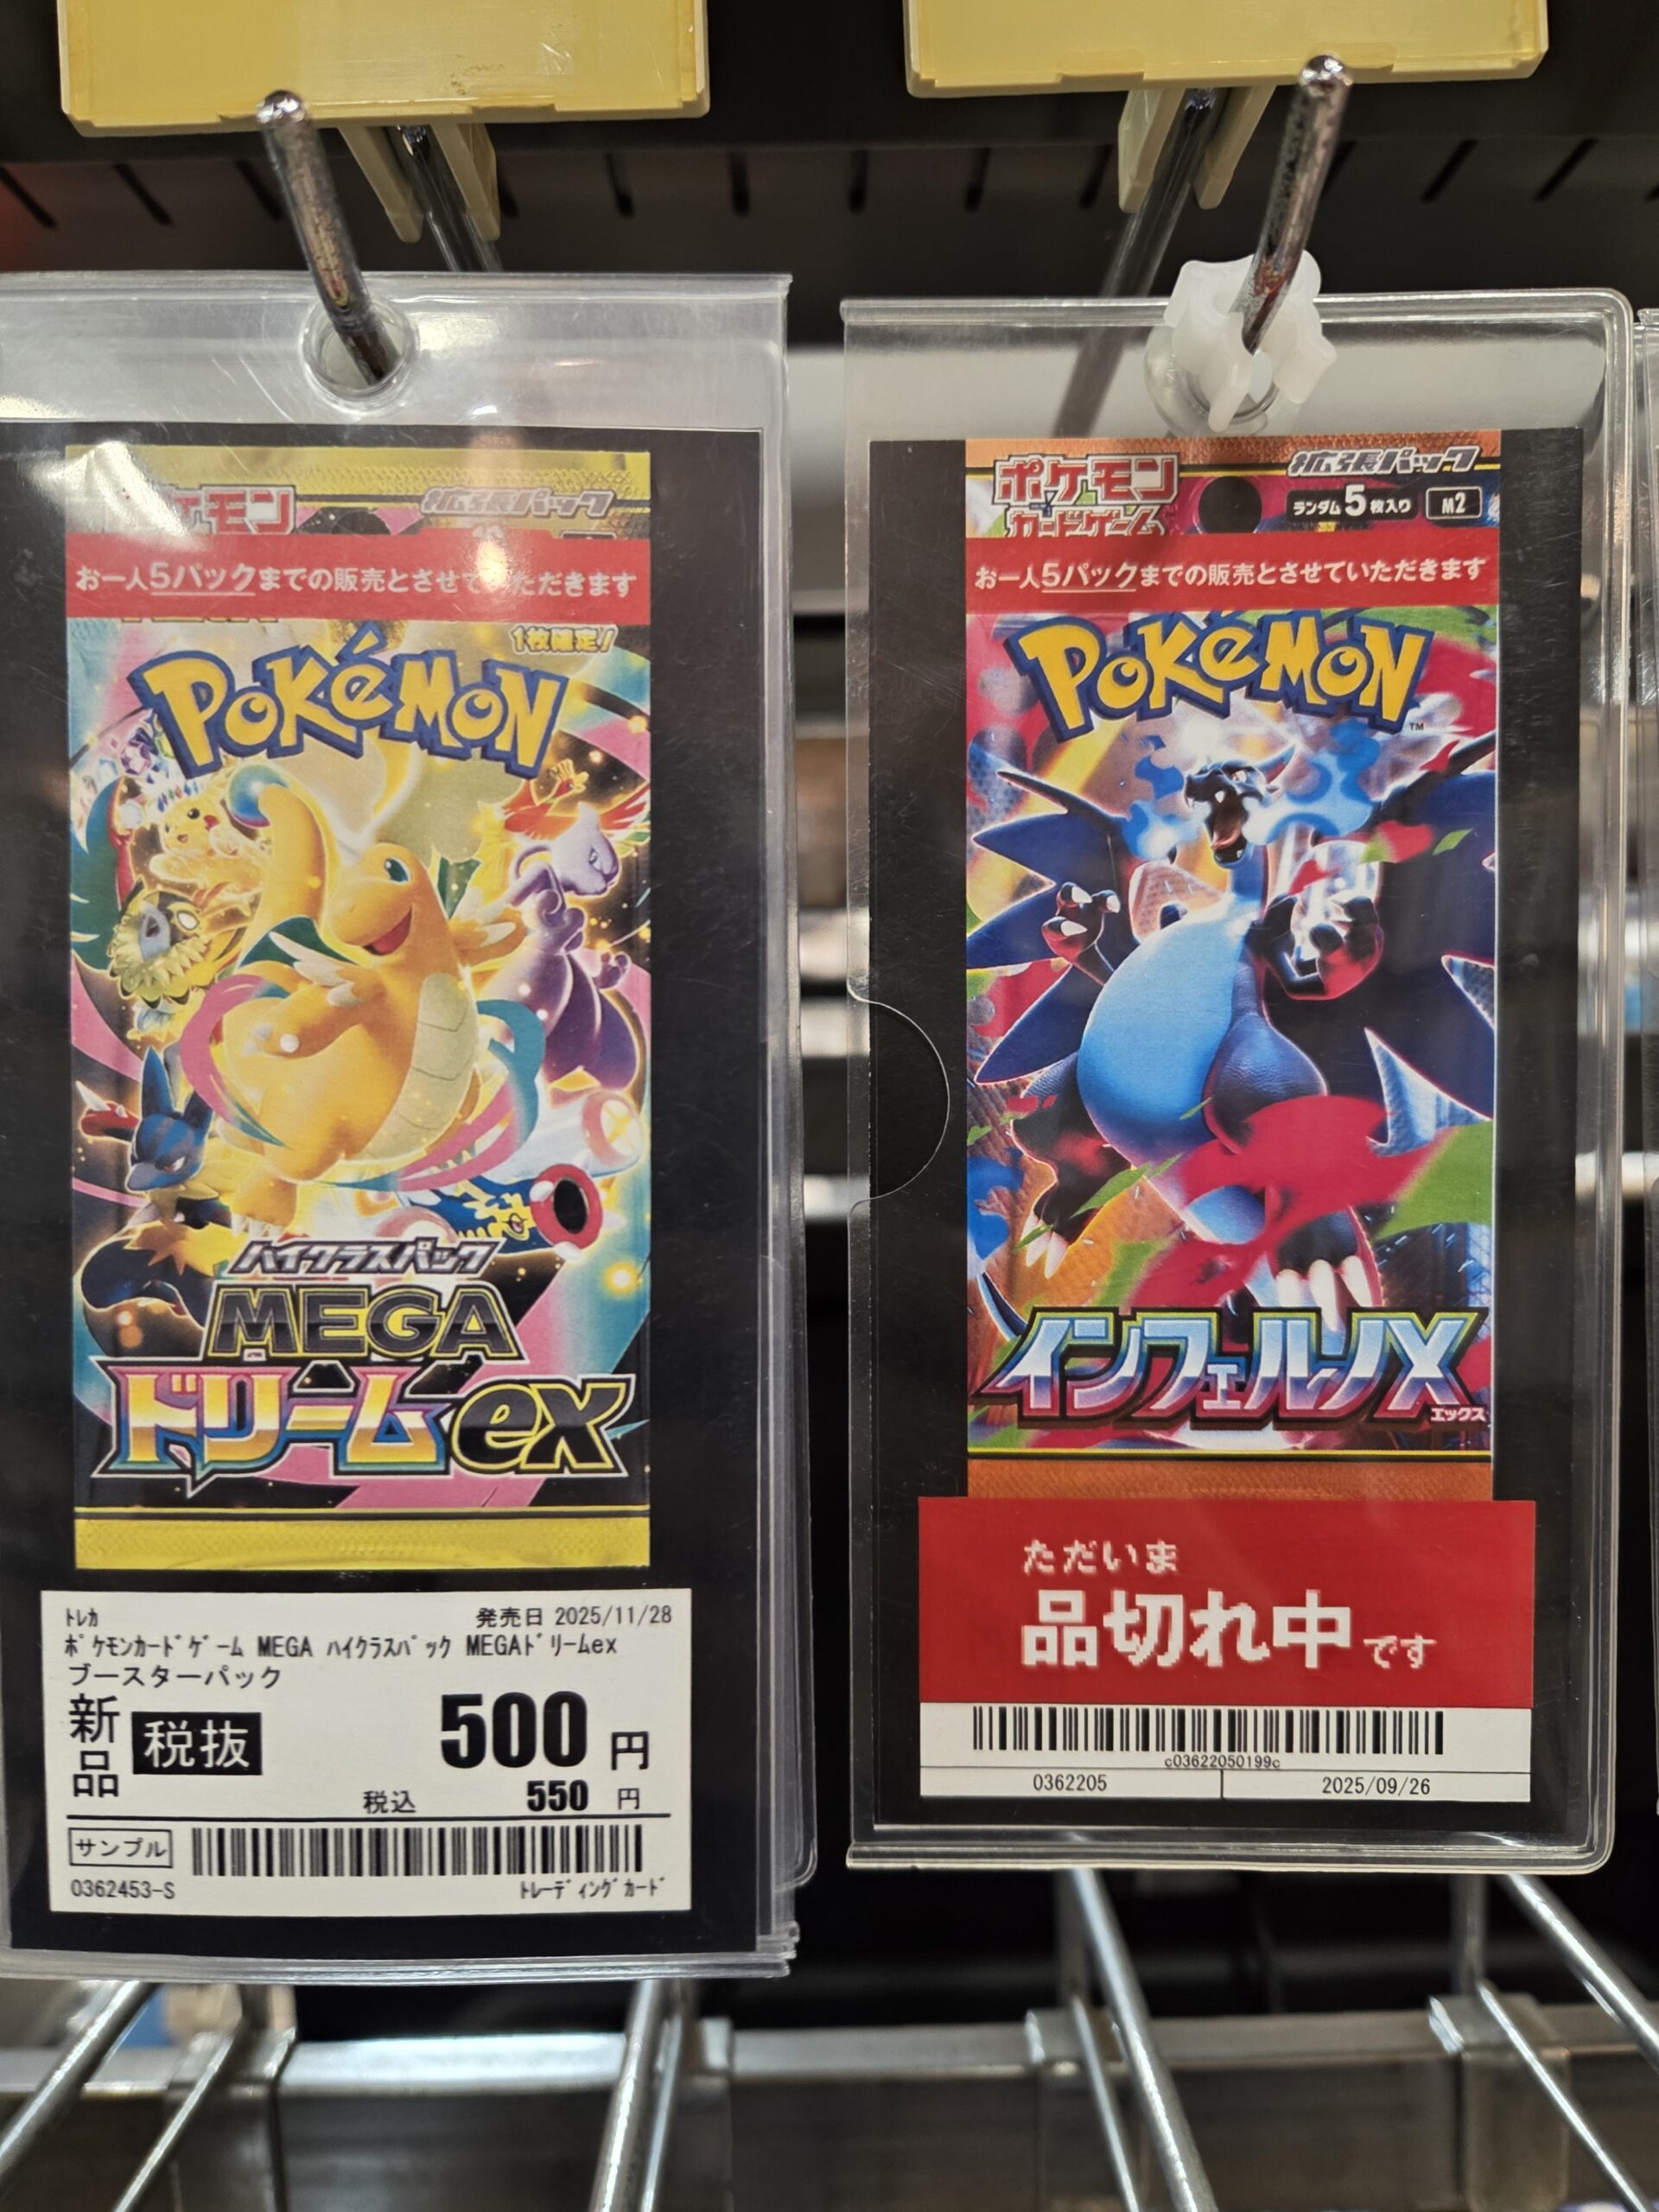 ケモン
拡張パック
お一人5パックまでの販売とさせて ただきます
1枚確定!
Pokémon
ハイクラスパック
MEGA
ドリームex
トレカ 発売日 2025/11/28
ポケモンカードゲーム MEGA ハイクラスパック MEGAドリームex
ブースターパック
新品 税抜 500 円
税込 550 円
サンプル
0362453-S トレーディングカード
ポケモン
カードゲーム
拡張パック
ランダム5枚入り M2
お一人5パックまでの販売とさせていただきます
Pokémon
TM
インフェルノX
エックス
ただいま
品切れ中です
c03622050199c
0362205 2025/09/26